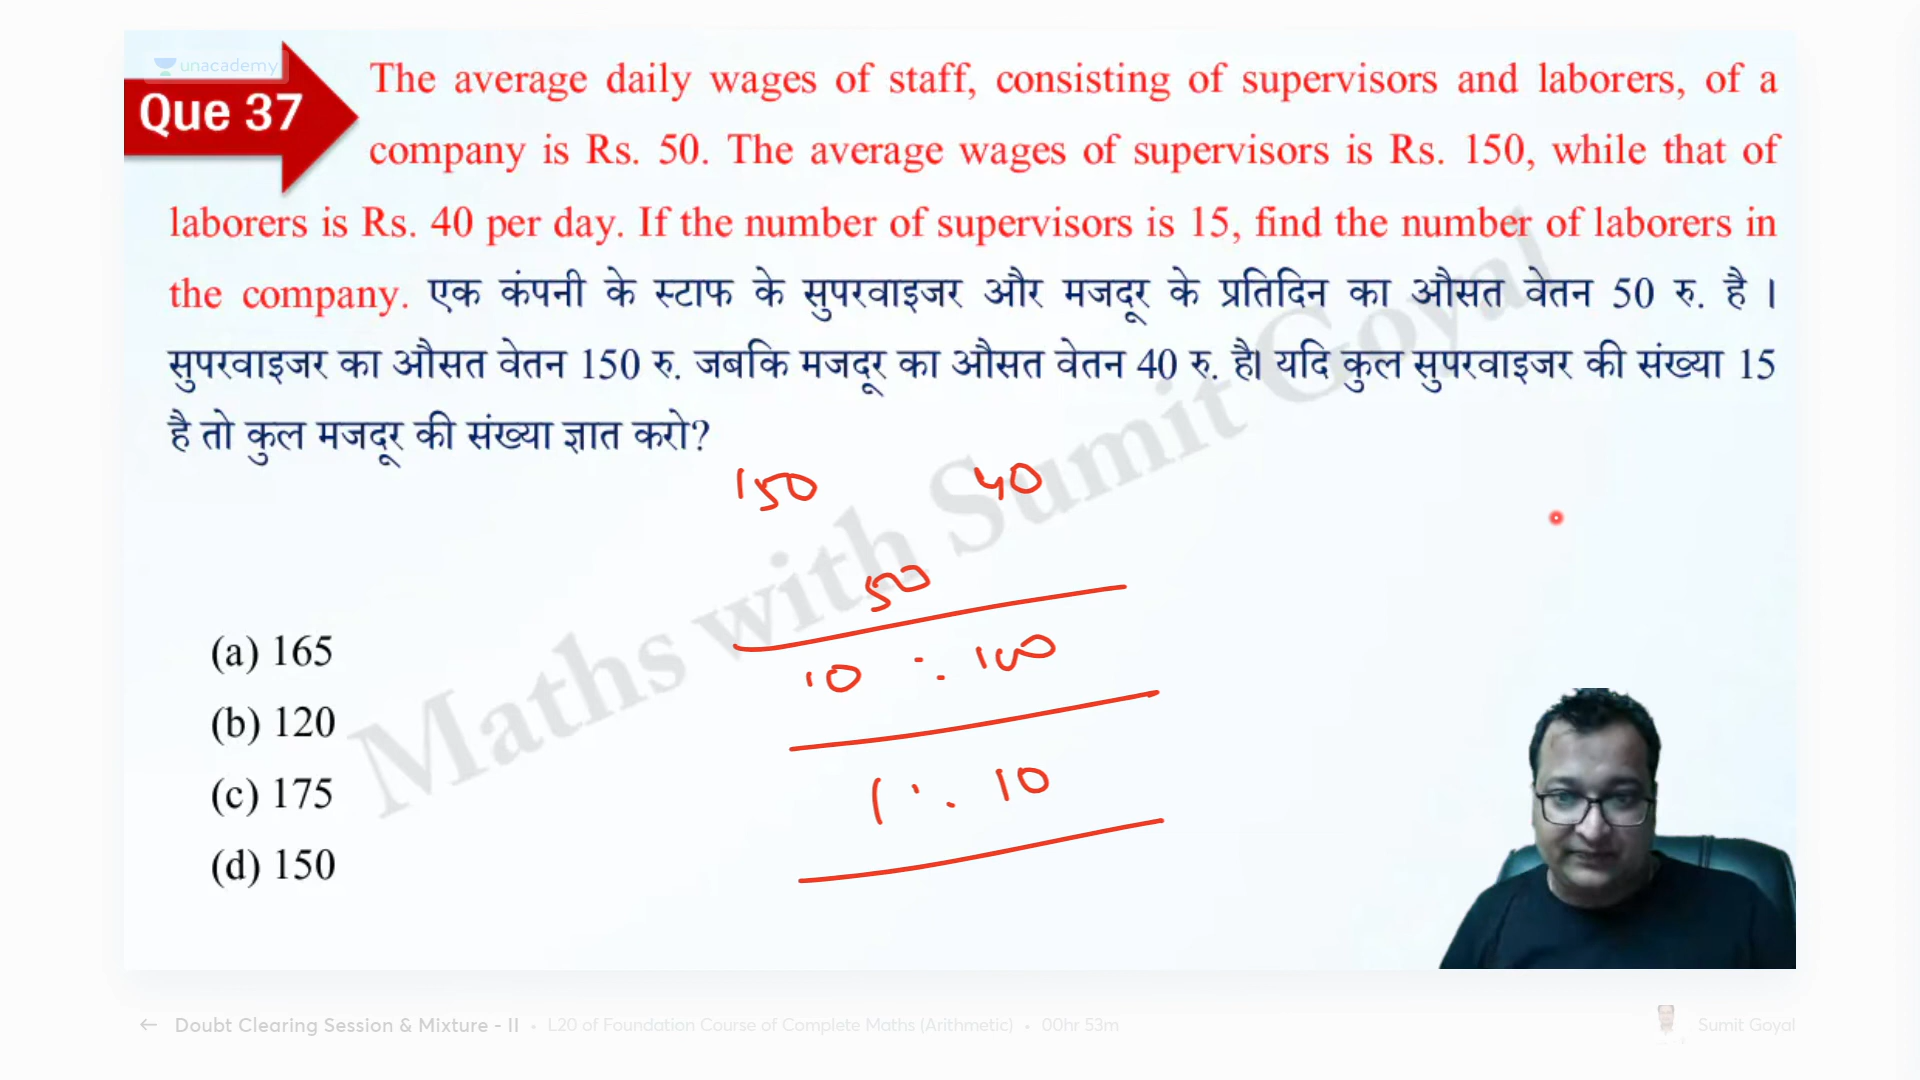 unacademy
Que 37
The average daily wages of staff, consisting of supervisors and laborers, of a
company is Rs. 50. The average wages of supervisors is Rs. 150, while that of
laborers is Rs. 40 per day. If the number of supervisors is 15, find the number of laborers in
the company. एक कंपनी के स्टाफ के सुपरवाइजर और मजदूर के प्रतिदिन का औसत वेतन 50 रु. है ।
सुपरवाइजर का औसत वेतन 150 रु. जबकि मजदूर का औसत वेतन 40 रु. है। यदि कुल सुपरवाइजर की संख्या 15
है तो कुल मजदूर की संख्या ज्ञात करो?
Maths with Sumit Goyal
150 40
50
10 : 100
1 : 10
(a) 165
(b) 120
(c) 175
(d) 150
← Doubt Clearing Session & Mixture - II • L20 of Foundation Course of Complete Maths (Arithmetic) • 00hr 53m
Sumit Goyal